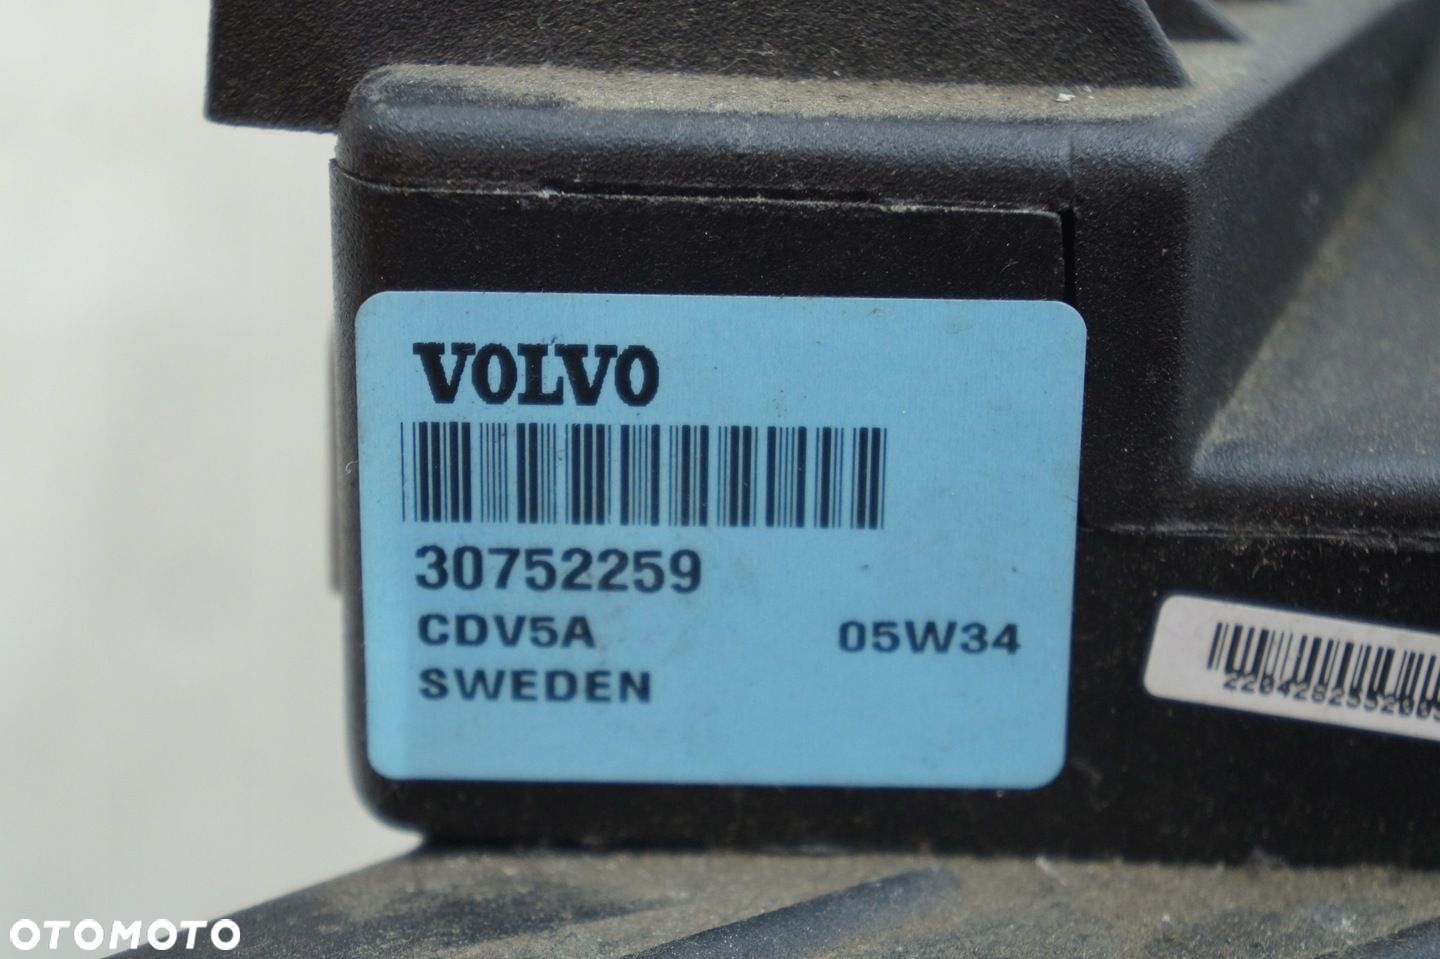 VOLVO
30752259
CDV5A 05W34
SWEDEN
OTOMOTO